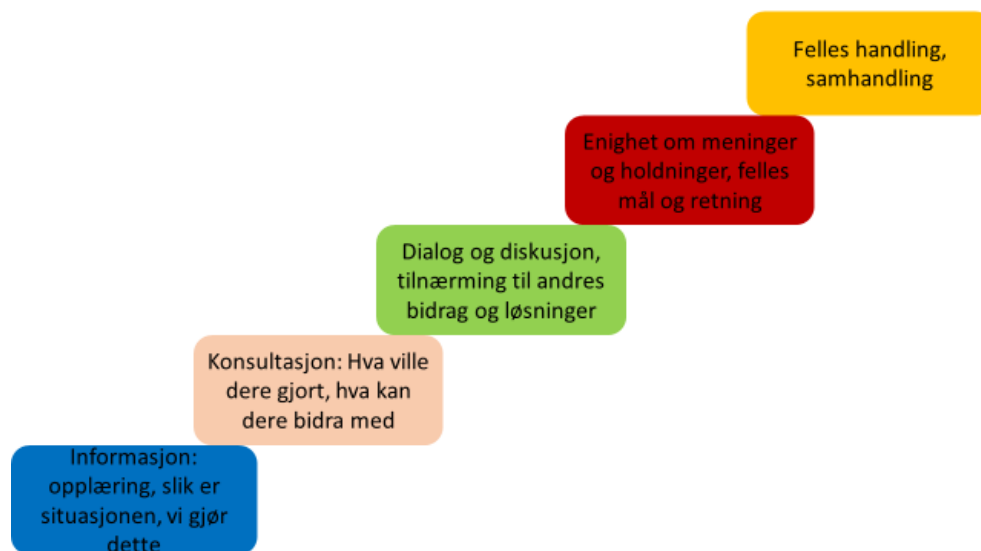 Felles handling,
samhandling
Enighet om meninger
og holdninger, felles
mål og retning
Dialog og diskusjon,
tilnærming til andres
bidrag og løsninger
Konsultasjon: Hva ville
dere gjort, hva kan
dere bidra med
Informasjon:
opplæring, slik er
situasjonen, vi gjør
dette